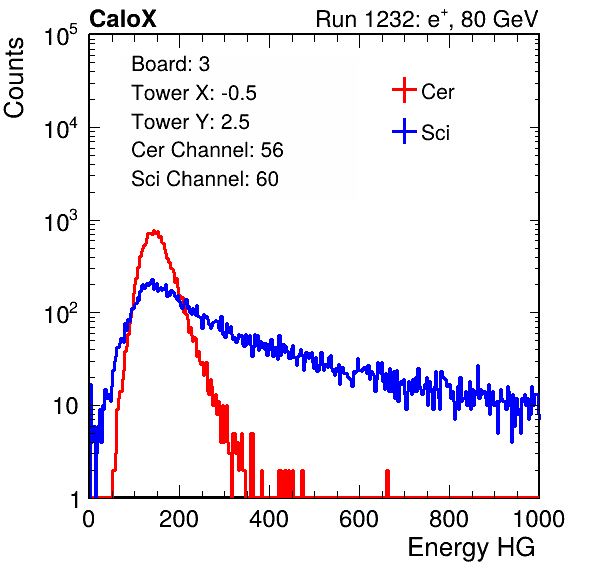 CaloX Run 1232: e⁺, 80 GeV
Counts
10⁵
10⁴
10³
10²
10
1
Board: 3
Tower X: -0.5
Tower Y: 2.5
Cer Channel: 56
Sci Channel: 60
Cer
Sci
0 200 400 600 800 1000
Energy HG